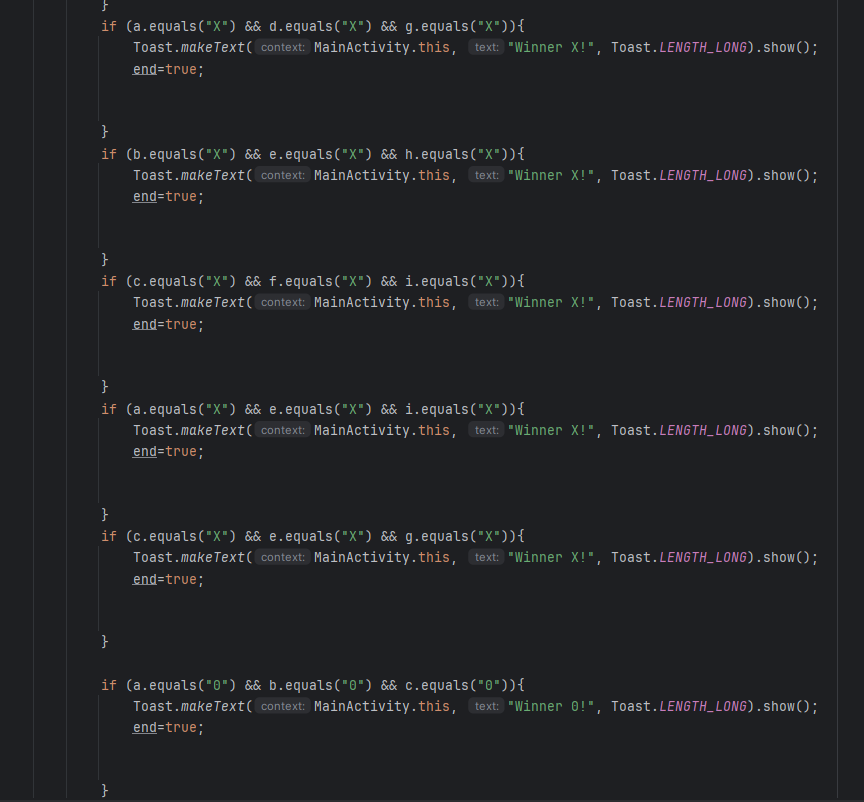 }
if (a.equals("X") && d.equals("X") && g.equals("X")){
Toast.makeText( context: MainActivity.this, text: "Winner X!", Toast.LENGTH_LONG).show();
end=true;
}
if (b.equals("X") && e.equals("X") && h.equals("X")){
Toast.makeText( context: MainActivity.this, text: "Winner X!", Toast.LENGTH_LONG).show();
end=true;
}
if (c.equals("X") && f.equals("X") && i.equals("X")){
Toast.makeText( context: MainActivity.this, text: "Winner X!", Toast.LENGTH_LONG).show();
end=true;
}
if (a.equals("X") && e.equals("X") && i.equals("X")){
Toast.makeText( context: MainActivity.this, text: "Winner X!", Toast.LENGTH_LONG).show();
end=true;
}
if (c.equals("X") && e.equals("X") && g.equals("X")){
Toast.makeText( context: MainActivity.this, text: "Winner X!", Toast.LENGTH_LONG).show();
end=true;
}
if (a.equals("0") && b.equals("0") && c.equals("0")){
Toast.makeText( context: MainActivity.this, text: "Winner 0!", Toast.LENGTH_LONG).show();
end=true;
}